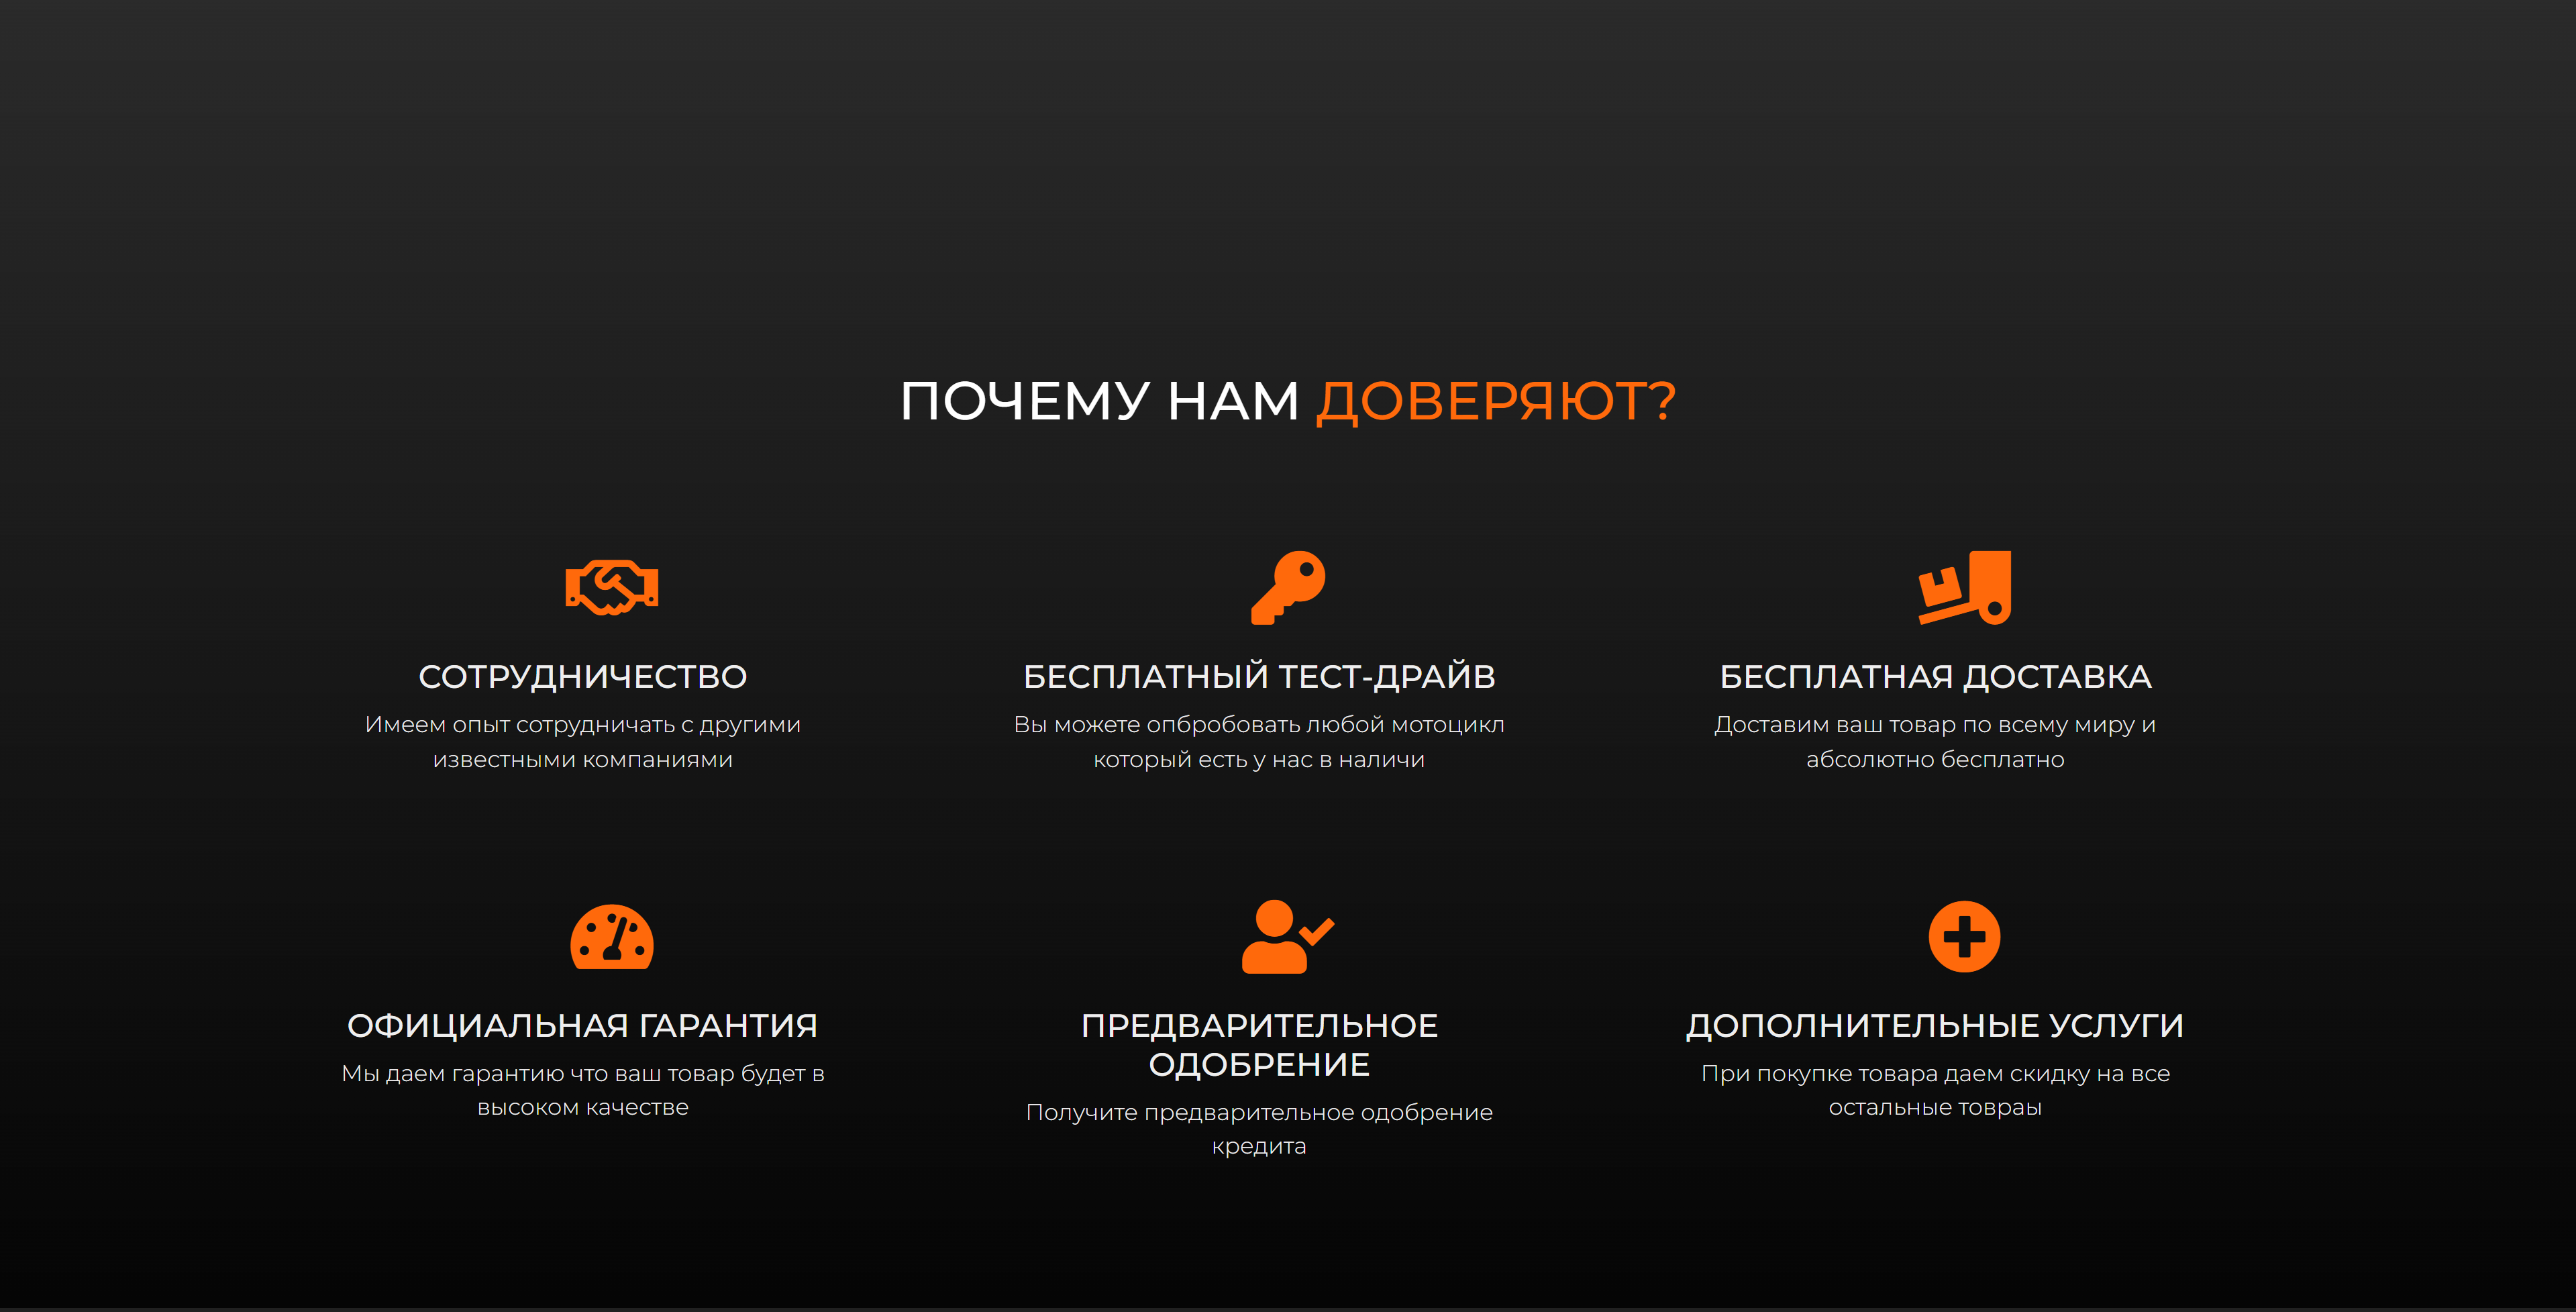 ПОЧЕМУ НАМ ДОВЕРЯЮТ?
СОТРУДНИЧЕСТВО
Имеем опыт сотрудничать с другими
известными компаниями
БЕСПЛАТНЫЙ ТЕСТ-ДРАЙВ
Вы можете опбробовать любой мотоцикл
который есть у нас в наличи
БЕСПЛАТНАЯ ДОСТАВКА
Доставим ваш товар по всему миру и
абсолютно бесплатно
ОФИЦИАЛЬНАЯ ГАРАНТИЯ
Мы даем гарантию что ваш товар будет в
высоком качестве
ПРЕДВАРИТЕЛЬНОЕ
ОДОБРЕНИЕ
Получите предварительное одобрение
кредита
ДОПОЛНИТЕЛЬНЫЕ УСЛУГИ
При покупке товара даем скидку на все
остальные товраы